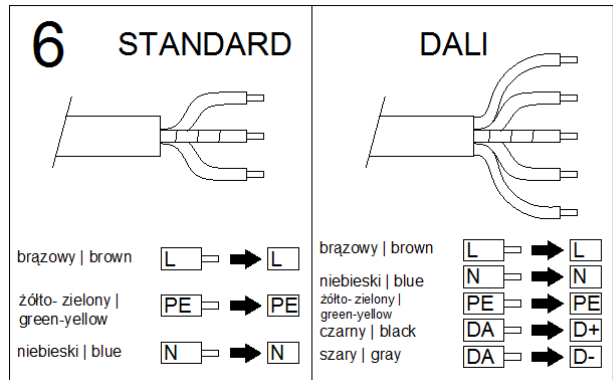 6 STANDARD
brązowy | brown L L
żółto- zielony |
green-yellow PE PE
niebieski | blue N N
DALI
brązowy | brown L L
niebieski | blue N N
żółto-zielony |
green-yellow PE PE
czarny | black DA D+
szary | gray DA D-